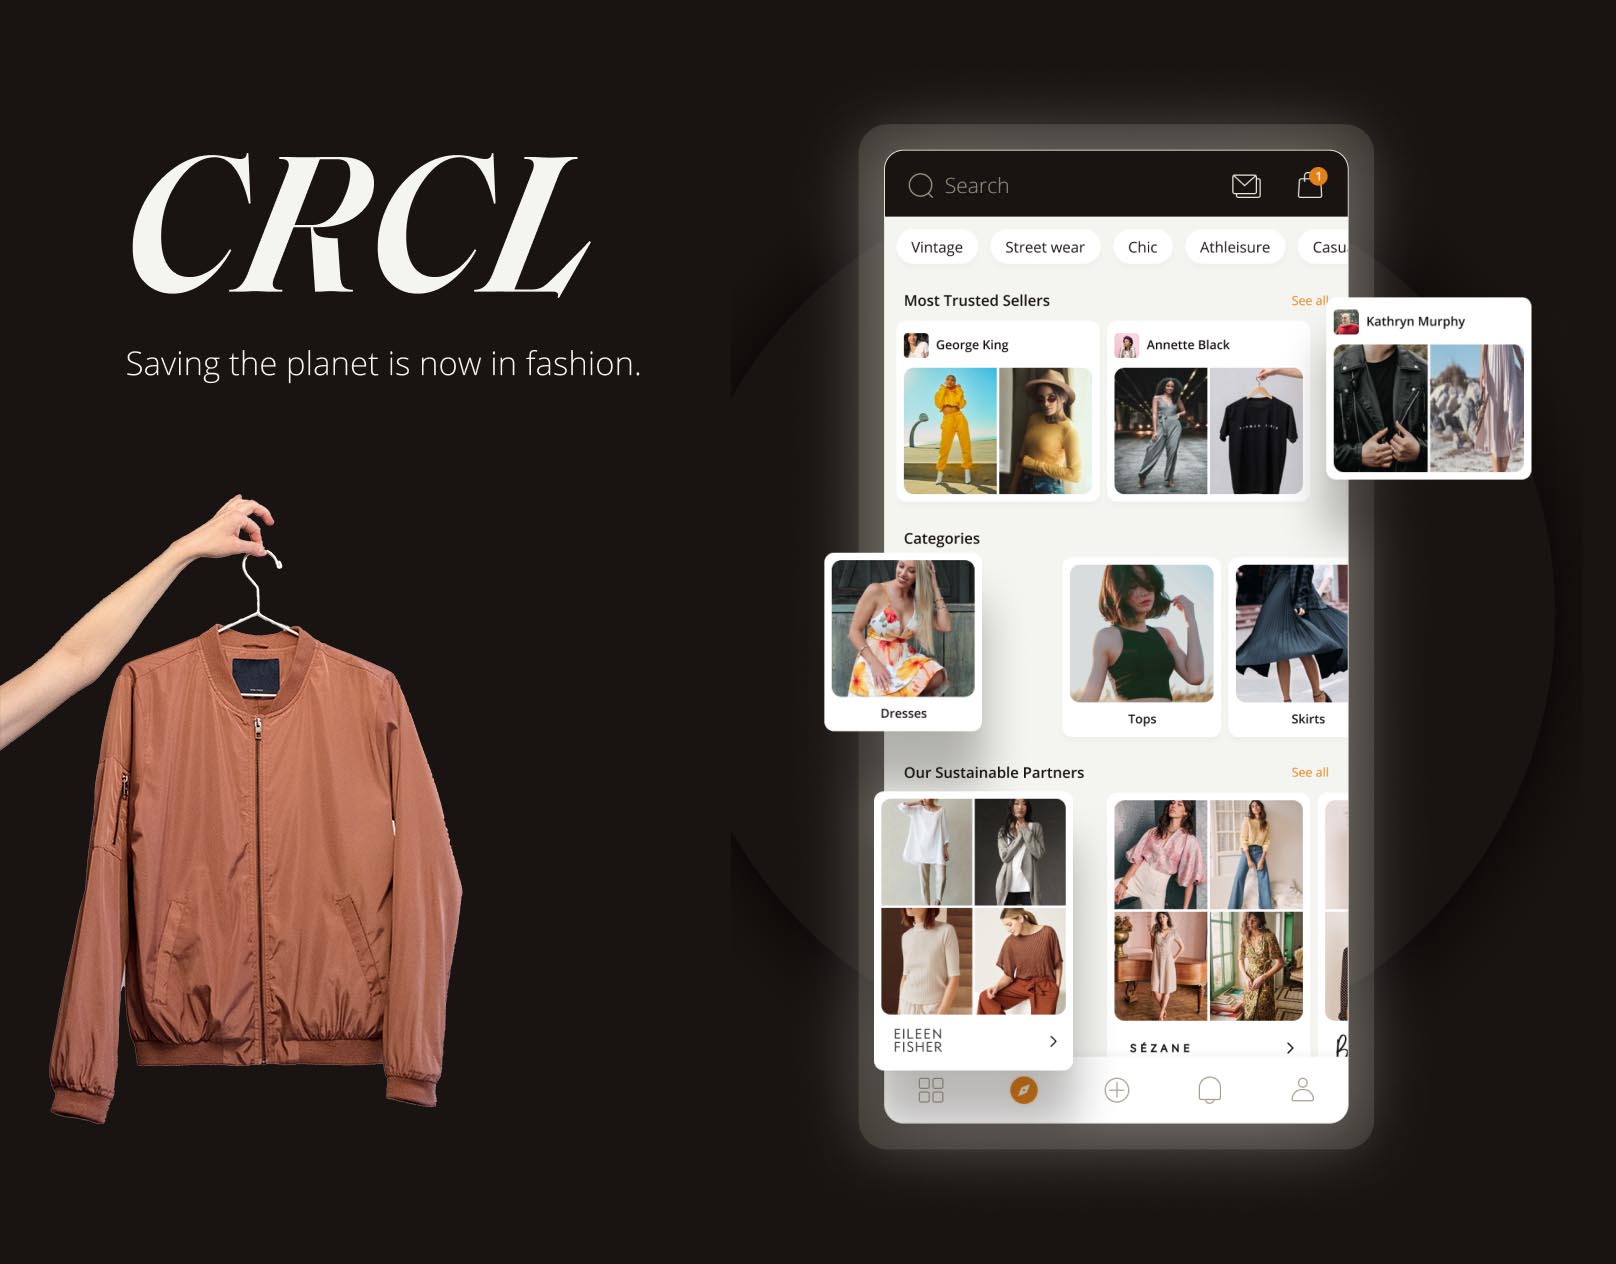 CRCL
Saving the planet is now in fashion.
Search
1
Vintage
Street wear
Chic
Athleisure
Casu
Most Trusted Sellers
See all
George King
Annette Black
Kathryn Murphy
Categories
Dresses
Tops
Skirts
Our Sustainable Partners
See all
EILEEN
FISHER
SÉZANE
B